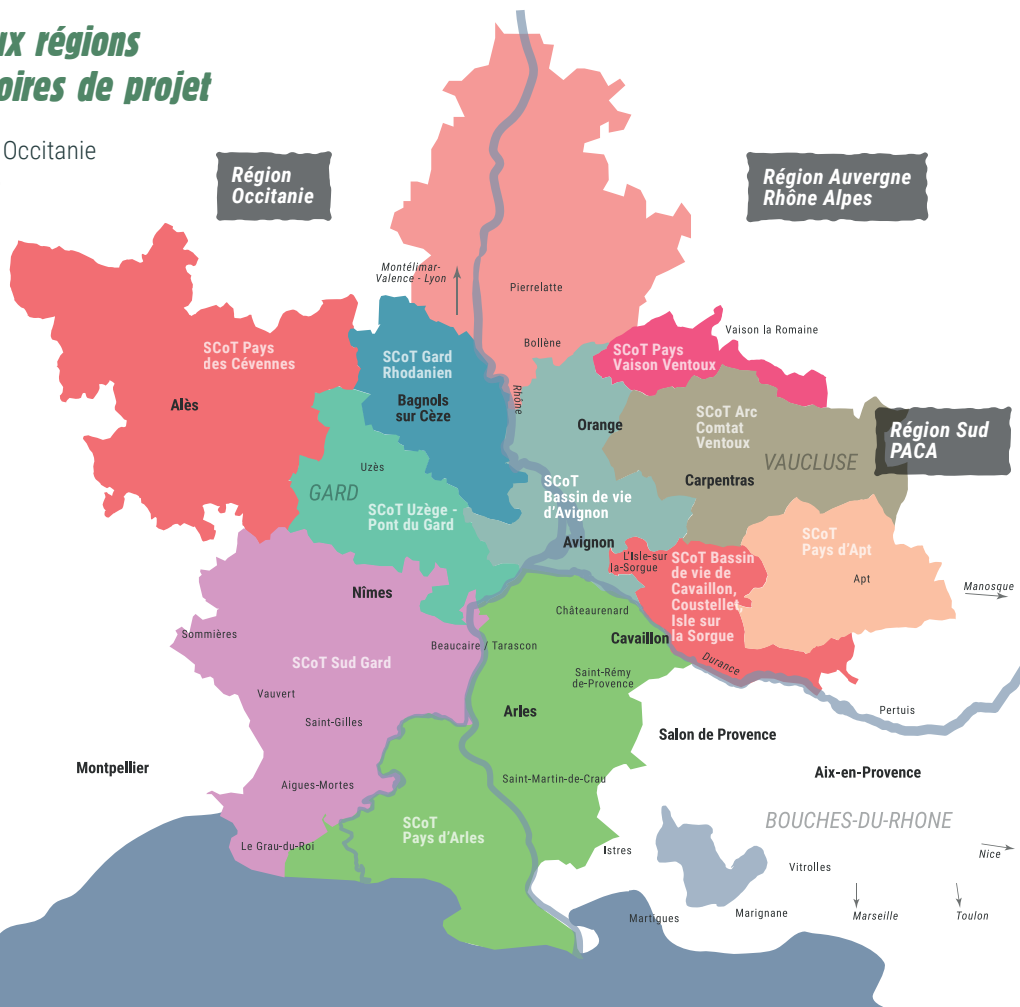 ux régions
oires de projet
Occitanie
Région
Occitanie
Région Auvergne
Rhône Alpes
Montélimar-
Valence - Lyon
Pierrelatte
Bollène
Vaison la Romaine
SCoT Pays
des Cévennes
SCoT Gard
Rhodanien
SCoT Pays
Vaison Ventoux
Alès
Bagnols
sur Cèze
Rhône
Orange
SCoT Arc
Comtat
Ventoux
Région Sud
PACA
VAUCLUSE
Carpentras
Uzès
GARD
SCoT Uzège -
Pont du Gard
SCoT
Bassin de vie
d'Avignon
Avignon
L'Isle-sur
la-Sorgue
SCoT Bassin
de vie de
Cavaillon,
Coustellet,
Isle sur
la Sorgue
SCoT
Pays d'Apt
Apt
Manosque
Nîmes
Châteaurenard
Cavaillon
Sommières
Beaucaire / Tarascon
SCoT Sud Gard
Saint-Rémy
de-Provence
Durance
Vauvert
Saint-Gilles
Arles
Pertuis
Salon de Provence
Montpellier
Aigues-Mortes
Saint-Martin-de-Crau
Aix-en-Provence
SCoT
Pays d'Arles
BOUCHES-DU-RHONE
Le Grau-du-Roi
Istres
Vitrolles
Nice
Martigues
Marignane
Marseille
Toulon